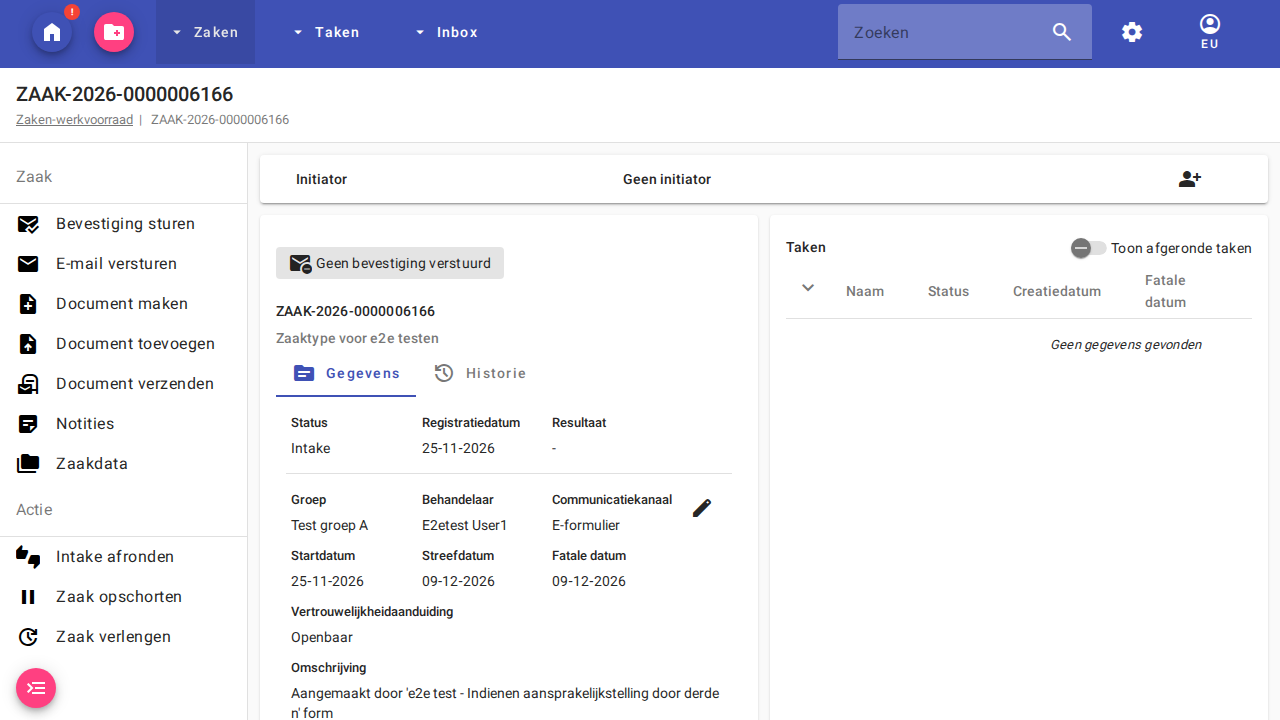 !
Zaken
Taken
Inbox
Zoeken
EU
ZAAK-2026-0000006166
Zaken-werkvoorraad | ZAAK-2026-0000006166
Zaak
Bevestiging sturen
E-mail versturen
Document maken
Document toevoegen
Document verzenden
Notities
Zaakdata
Actie
Intake afronden
Zaak opschorten
Zaak verlengen
Initiator
Geen initiator
Geen bevestiging verstuurd
ZAAK-2026-0000006166
Zaaktype voor e2e testen
Gegevens
Historie
Status Registratiedatum Resultaat
Intake 25-11-2026 -
Groep Behandelaar Communicatiekanaal
Test groep A E2etest User1 E-formulier
Startdatum Streefdatum Fatale datum
25-11-2026 09-12-2026 09-12-2026
Vertrouwelijkheidaanduiding
Openbaar
Omschrijving
Aangemaakt door 'e2e test - Indienen aansprakelijkstelling door derde
n' form
Taken
Toon afgeronde taken
Naam Status Creatiedatum Fatale
datum
Geen gegevens gevonden